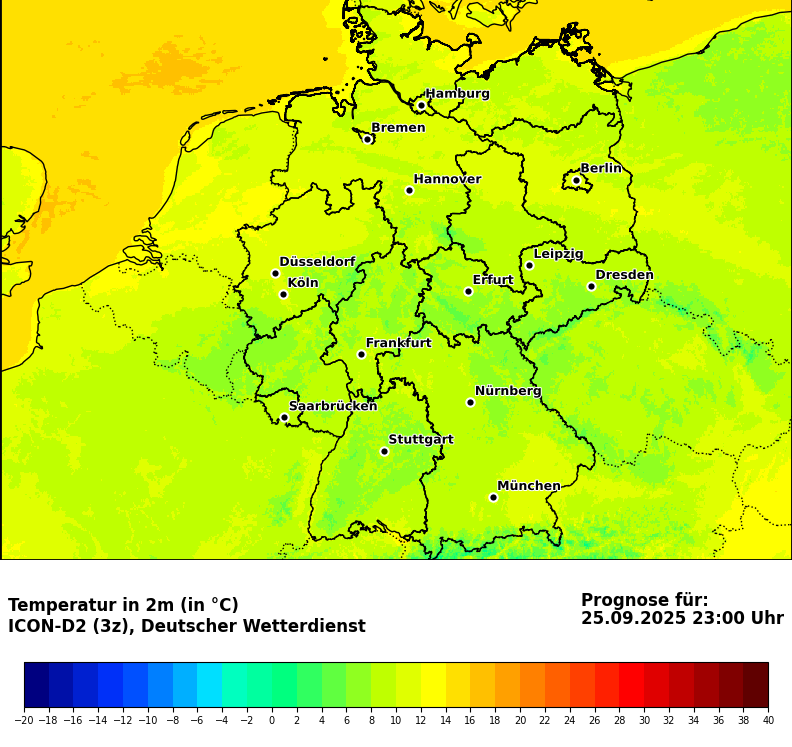 Hamburg
Bremen
Berlin
Hannover
Leipzig
Düsseldorf
Dresden
Köln
Erfurt
Frankfurt
Nürnberg
Saarbrücken
Stuttgart
München
Temperatur in 2m (in °C)
ICON-D2 (3z), Deutscher Wetterdienst
Prognose für:
25.09.2025 23:00 Uhr
−20 −18 −16 −14 −12 −10 −8 −6 −4 −2 0 2 4 6 8 10 12 14 16 18 20 22 24 26 28 30 32 34 36 38 40